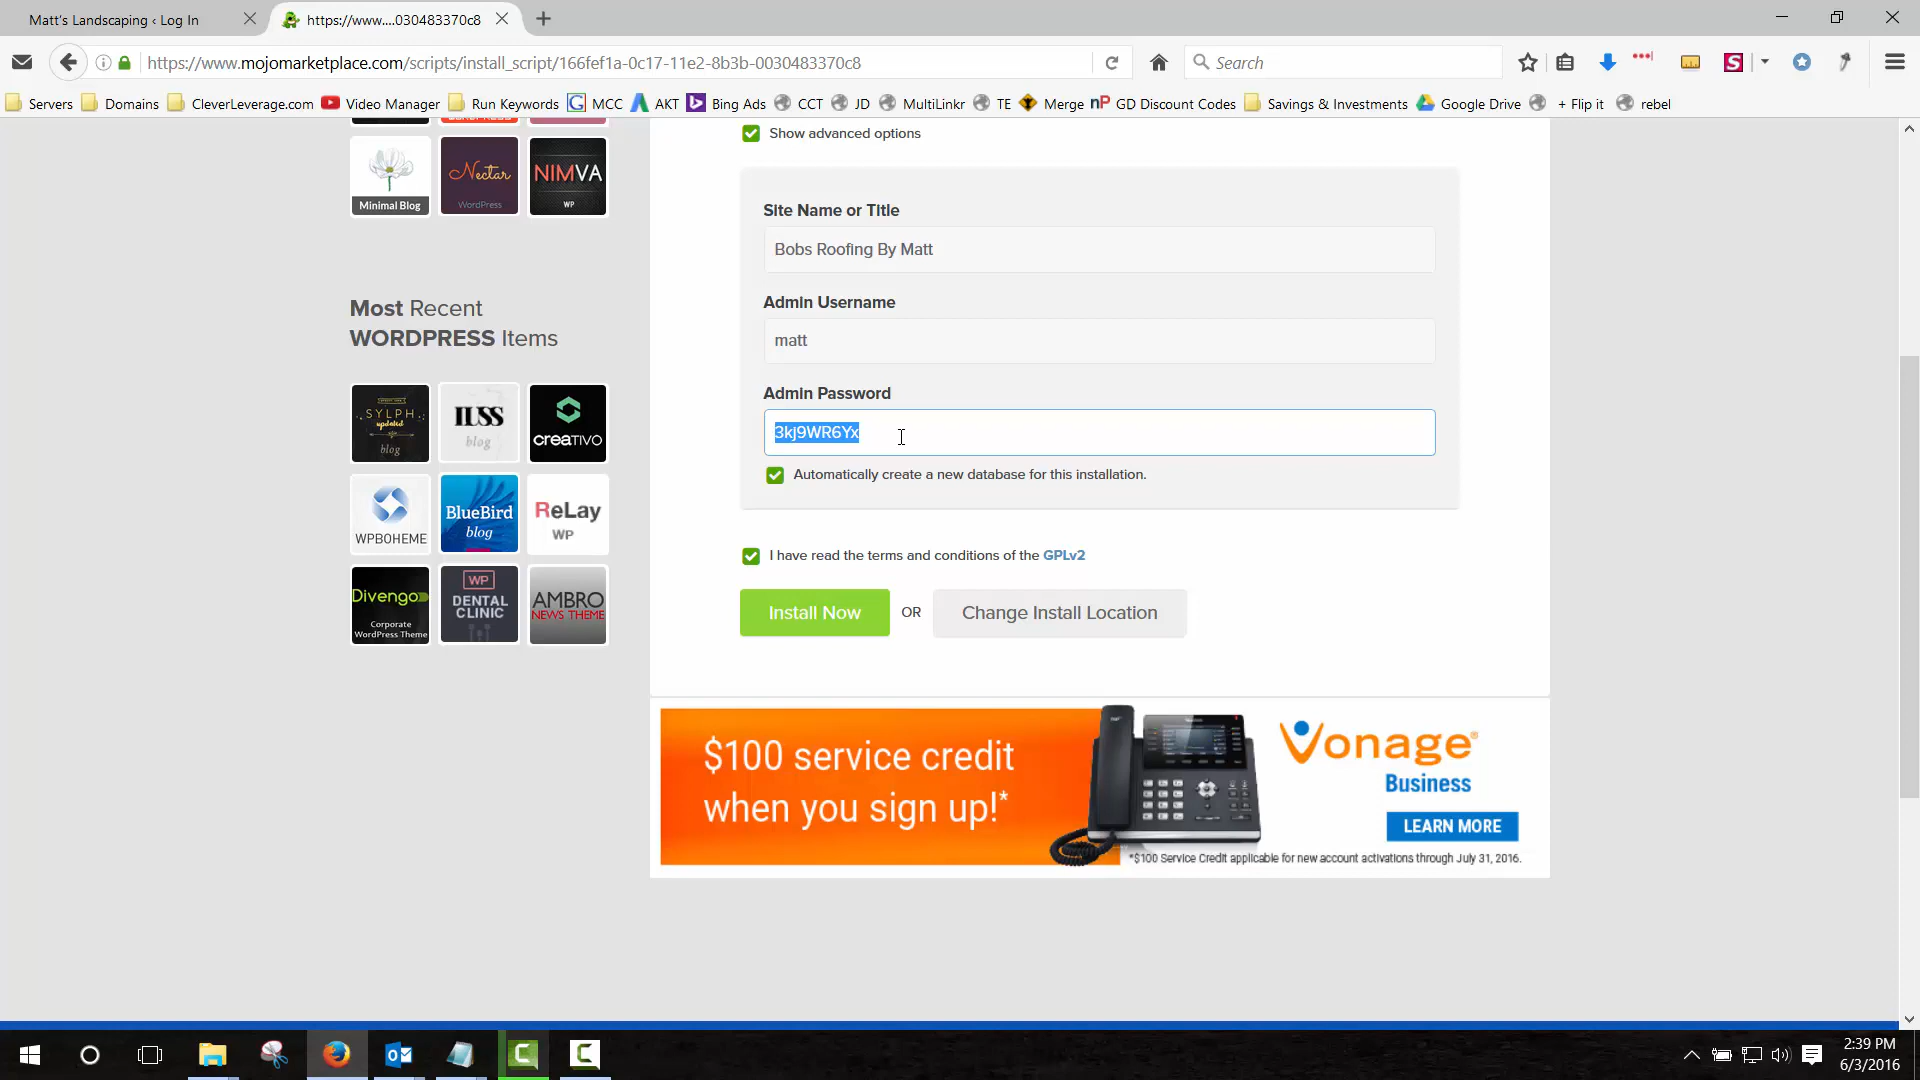 Matt's Landscaping ‹ Log In
https://www....030483370c8
https://www.mojomarketplace.com/scripts/install_script/166fef1a-0c17-11e2-8b3b-0030483370c8
Search
Servers
Domains
CleverLeverage.com
Video Manager
Run Keywords
MCC
AKT
Bing Ads
CCT
JD
MultiLinkr
TE
Merge
GD Discount Codes
Savings & Investments
Google Drive
+ Flip it
rebel
Show advanced options
Minimal Blog
Nectar
WORDPRESS
NIMVA
WP
Site Name or Title
Bobs Roofing By Matt
Admin Username
matt
Admin Password
3kj9WR6Yx
Automatically create a new database for this installation.
Most Recent
WORDPRESS Items
SYLPH
updated
blog
ILSS
blog
CREATIVO
WPBOHEME
BlueBird
blog
ReLay
WP
Divengo
Corporate
WordPress Theme
WP
DENTAL
CLINIC
AMBRO
NEWS THEME
I have read the terms and conditions of the GPLv2
Install Now
OR
Change Install Location
$100 service credit
when you sign up!*
Vonage®
Business
LEARN MORE
*$100 Service Credit applicable for new account activations through July 31, 2016.
2:39 PM
6/3/2016